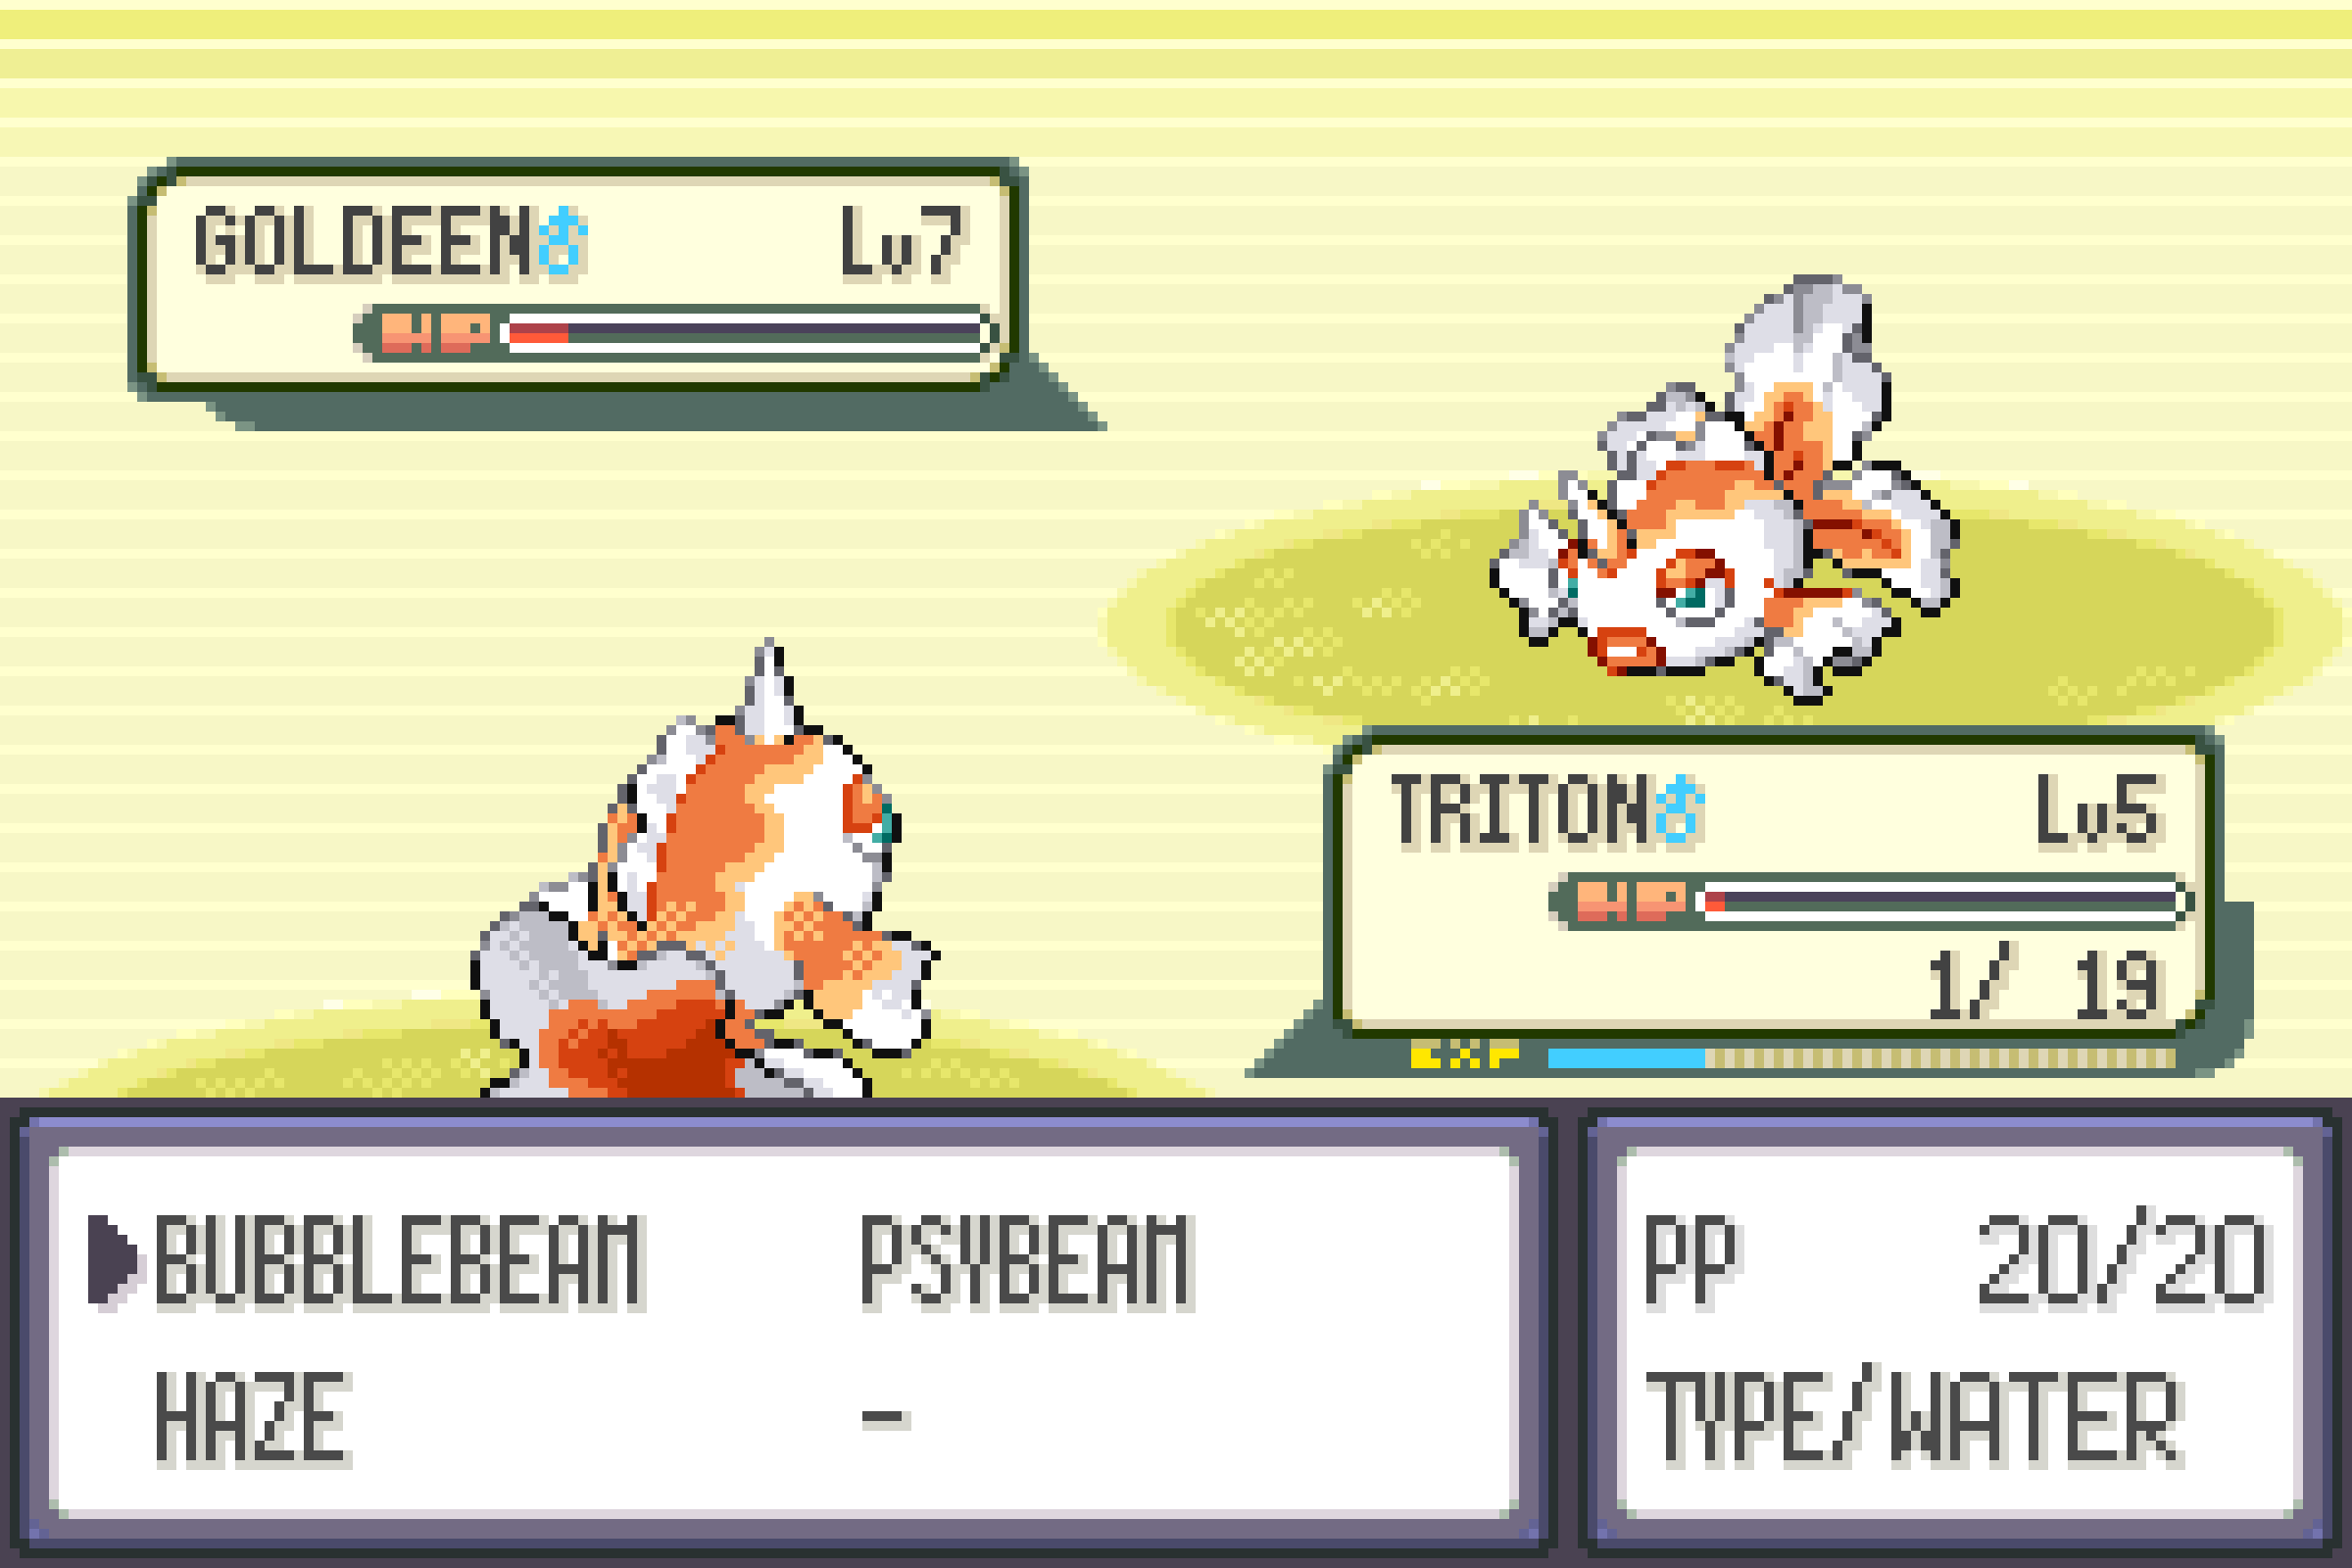 GOLDEEN♂ Lv7
HP
TRITON♂ Lv5
HP
1/ 19
EXP
BUBBLEBEAM PSYBEAM
HAZE -
PP 20/20
TYPE/WATER